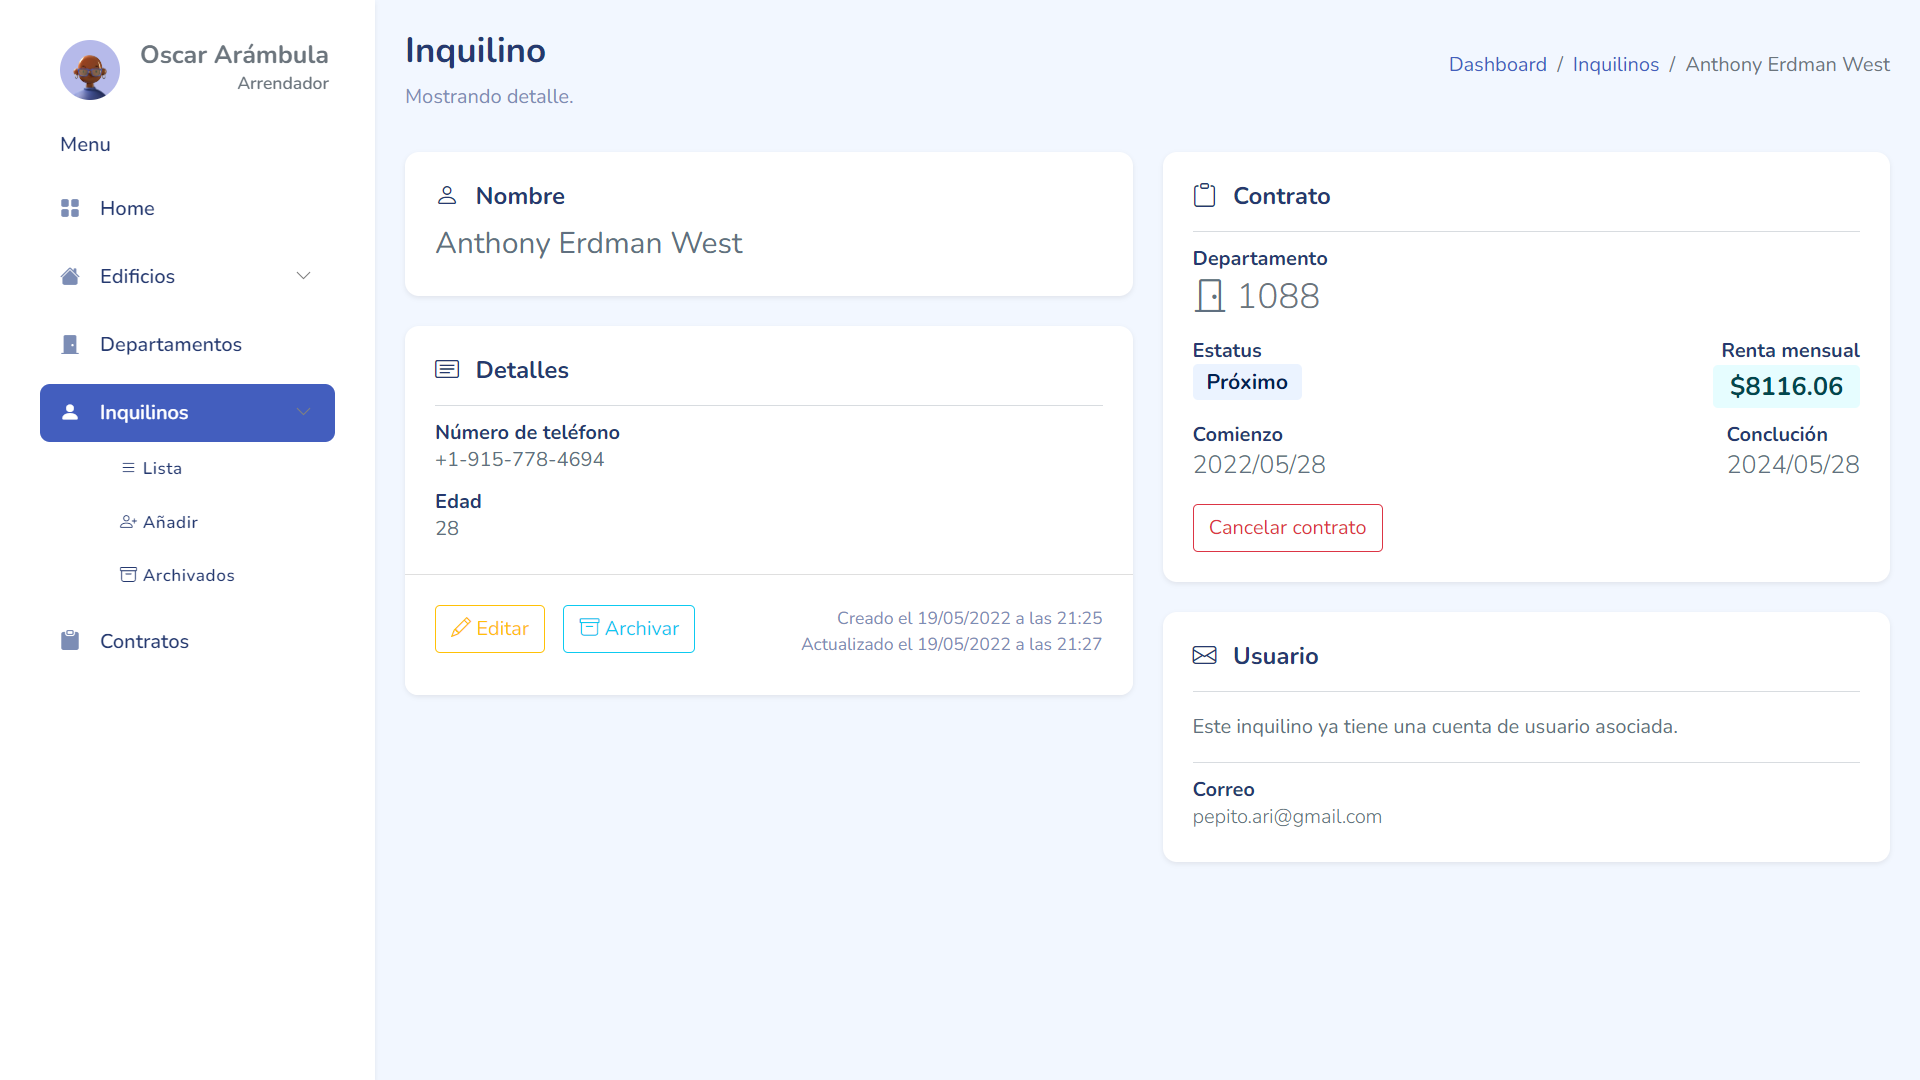 Oscar Arámbula
Arrendador
Menu
Home
Edificios
Departamentos
Inquilinos
Lista
Añadir
Archivados
Contratos
Inquilino
Mostrando detalle.
Dashboard / Inquilinos / Anthony Erdman West
Nombre
Anthony Erdman West
Detalles
Número de teléfono
+1-915-778-4694
Edad
28
Editar
Archivar
Creado el 19/05/2022 a las 21:25
Actualizado el 19/05/2022 a las 21:27
Contrato
Departamento
1088
Estatus
Próximo
Renta mensual
$8116.06
Comienzo
2022/05/28
Conclución
2024/05/28
Cancelar contrato
Usuario
Este inquilino ya tiene una cuenta de usuario asociada.
Correo
pepito.ari@gmail.com